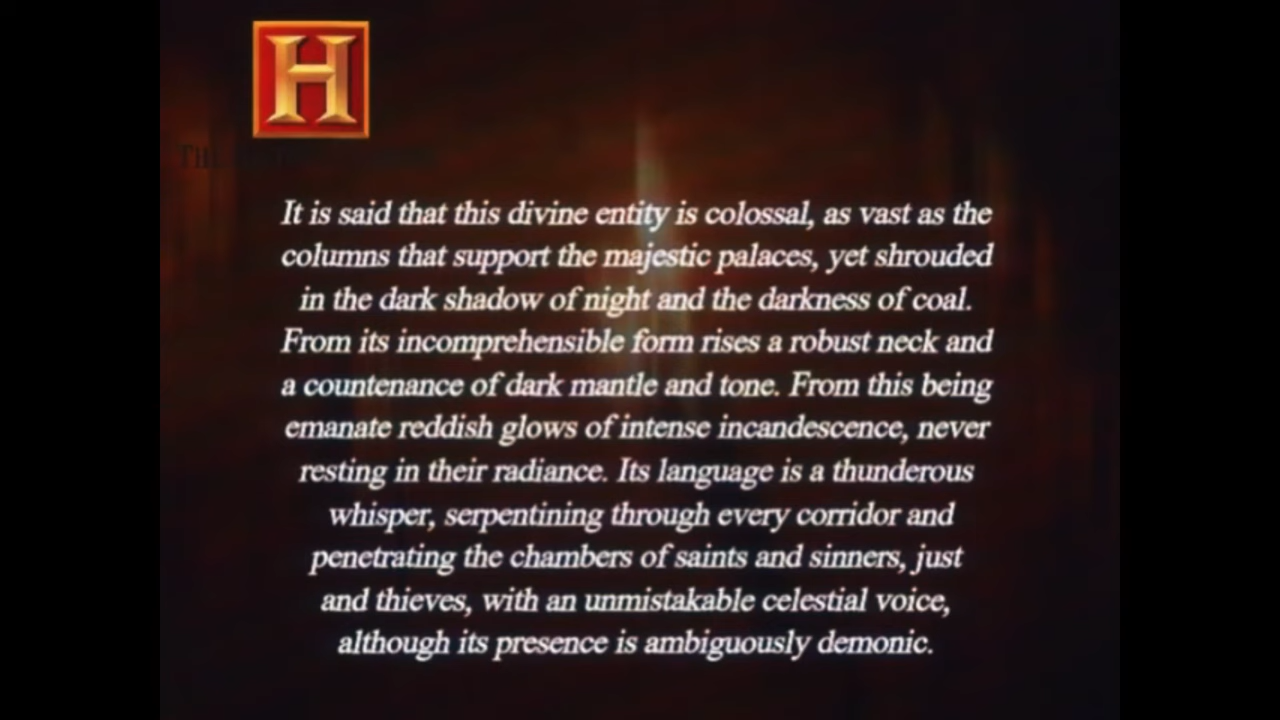 H
It is said that this divine entity is colossal, as vast as the
columns that support the majestic palaces, yet shrouded
in the dark shadow of night and the darkness of coal.
From its incomprehensible form rises a robust neck and
a countenance of dark mantle and tone. From this being
emanate reddish glows of intense incandescence, never
resting in their radiance. Its language is a thunderous
whisper, serpentining through every corridor and
penetrating the chambers of saints and sinners, just
and thieves, with an unmistakable celestial voice,
although its presence is ambiguously demonic.